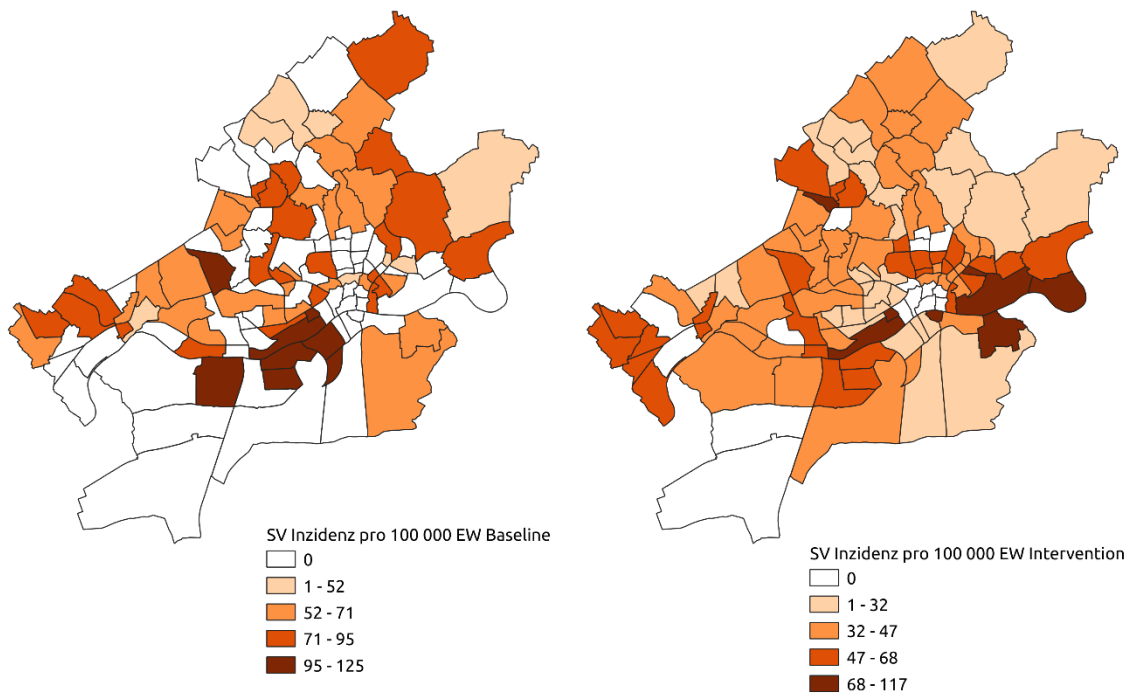 SV Inzidenz pro 100 000 EW Baseline
0
1 - 52
52 - 71
71 - 95
95 - 125
SV Inzidenz pro 100 000 EW Intervention
0
1 - 32
32 - 47
47 - 68
68 - 117